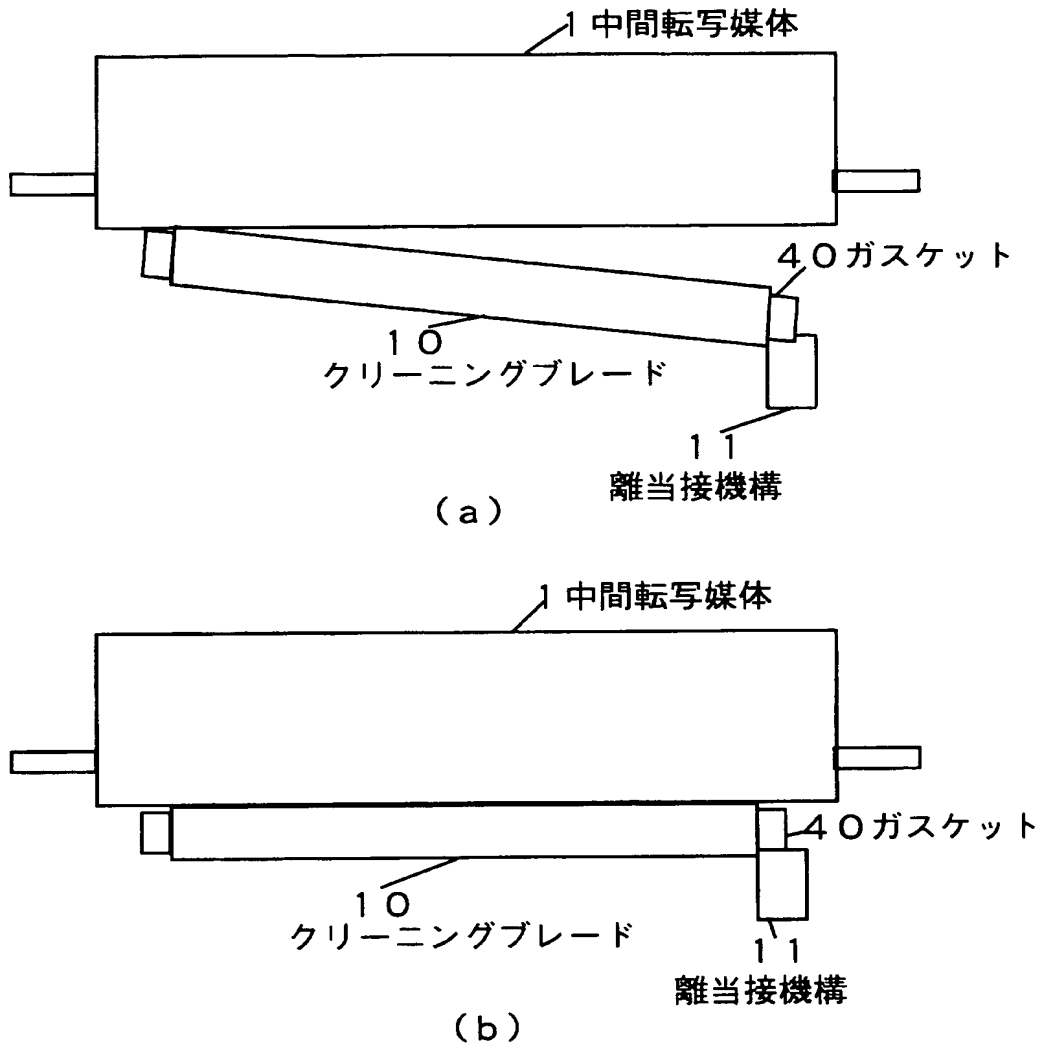 1 中間転写媒体
40ガスケット
10
クリーニングブレード
11
離当接機構
(a)
1 中間転写媒体
40ガスケット
10
クリーニングブレード
11
離当接機構
(b)